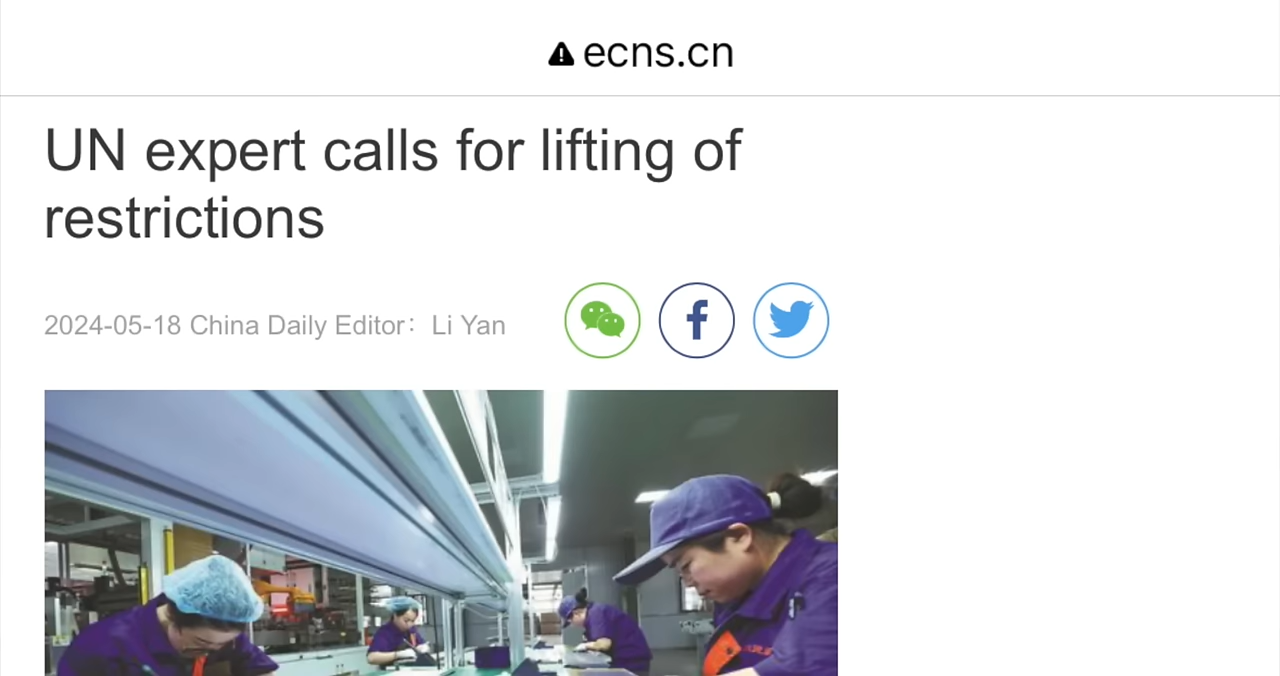 ecns.cn
UN expert calls for lifting of
restrictions
2024-05-18 China Daily Editor：Li Yan